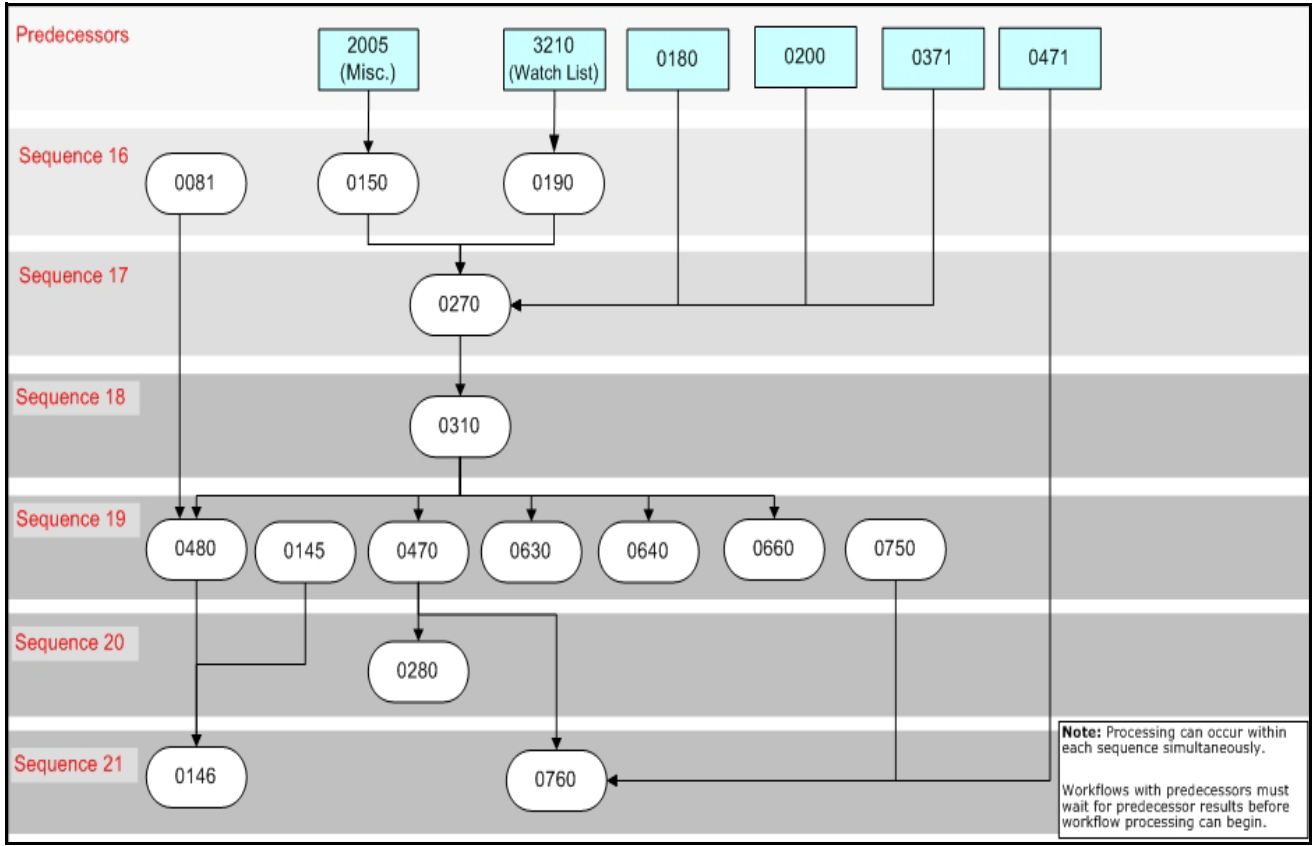 Predecessors
2005
(Misc.)
3210
(Watch List)
0180
0200
0371
0471
Sequence 16
0081
0150
0190
Sequence 17
0270
Sequence 18
0310
Sequence 19
0480
0145
0470
0630
0640
0660
0750
Sequence 20
0280
Sequence 21
0146
0760
Note: Processing can occur within
each sequence simultaneously.
Workflows with predecessors must
wait for predecessor results before
workflow processing can begin.